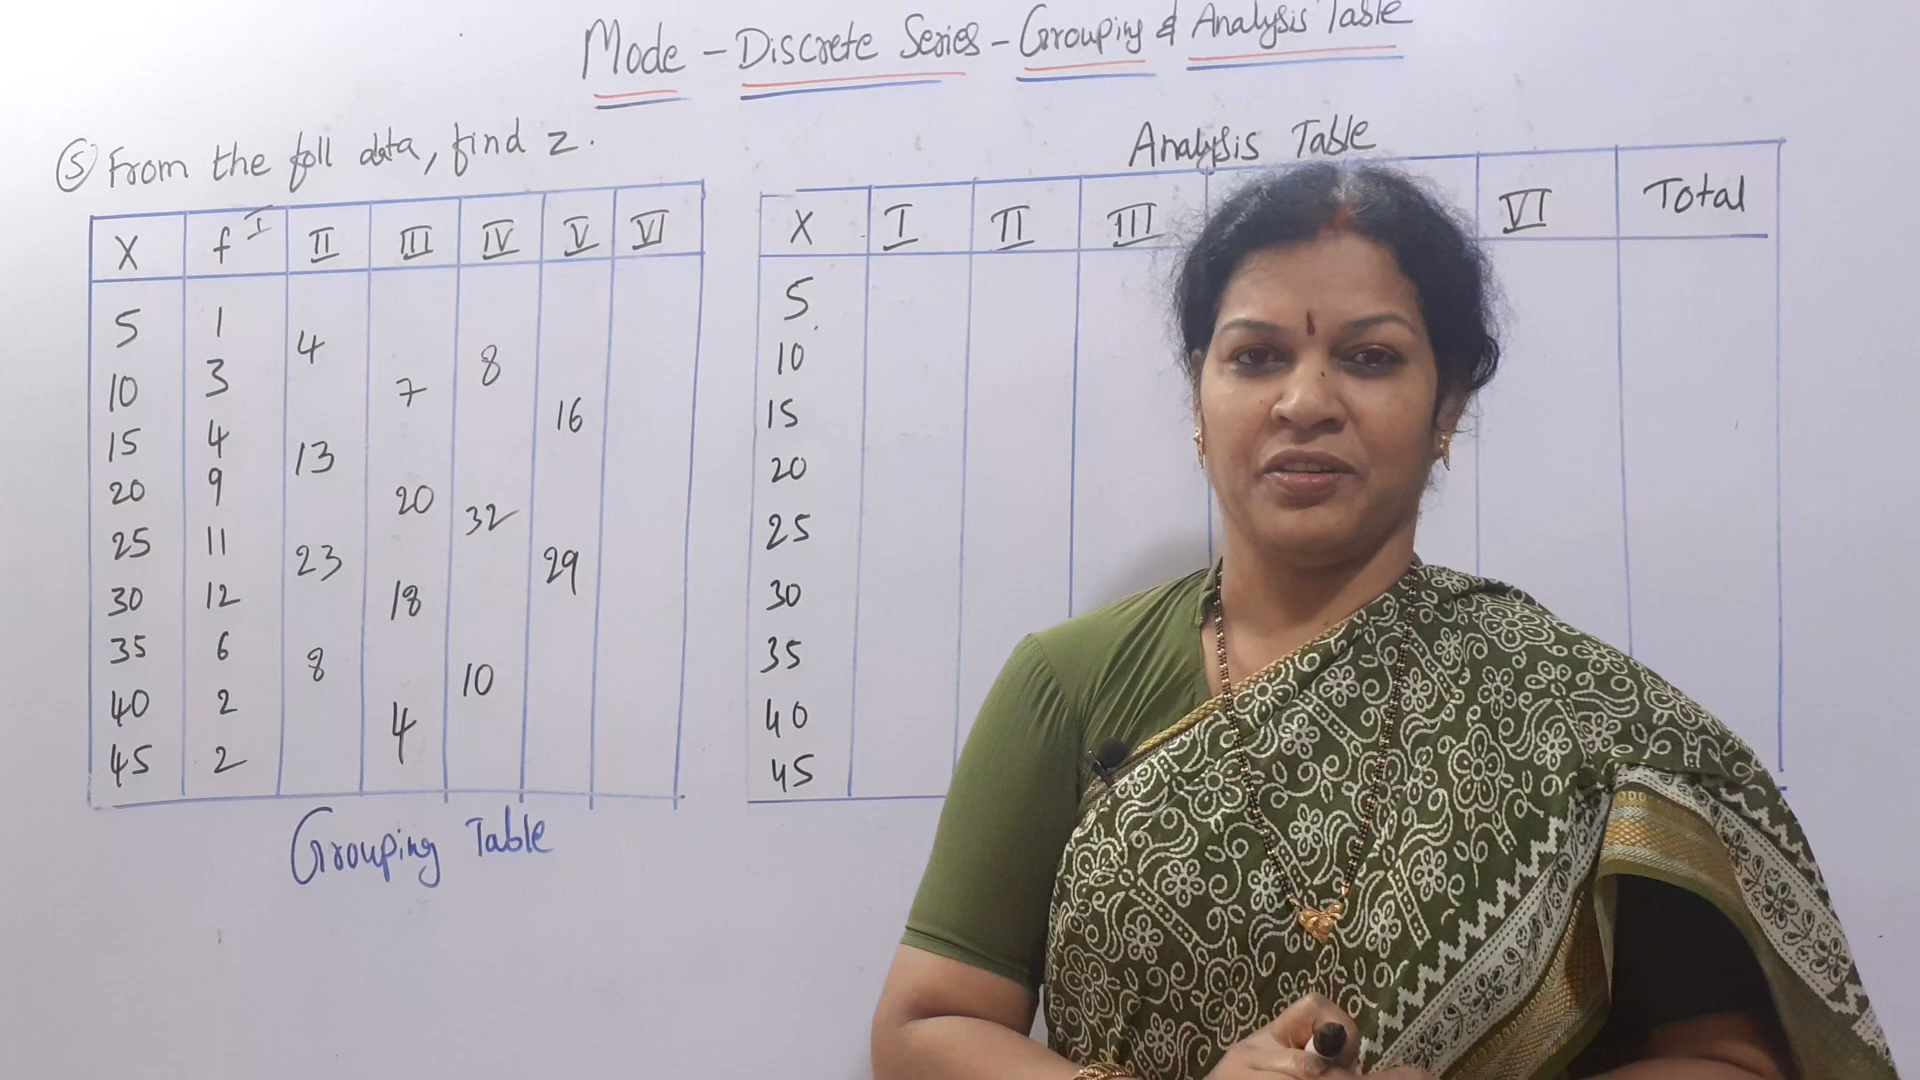 Mode - Discrete Series - Grouping & Analysis Table
⑤ From the foll data, find z.
X f I II III IV V VI
5 1
4
10 3 7 8
15 4 16
13
20 9 20 32
25 11
23 29
30 12 18
35 6
8 10
40 2 4
45 2
Grouping Table
Analysis Table
X I II III VI Total
5
10
15
20
25
30
35
40
45